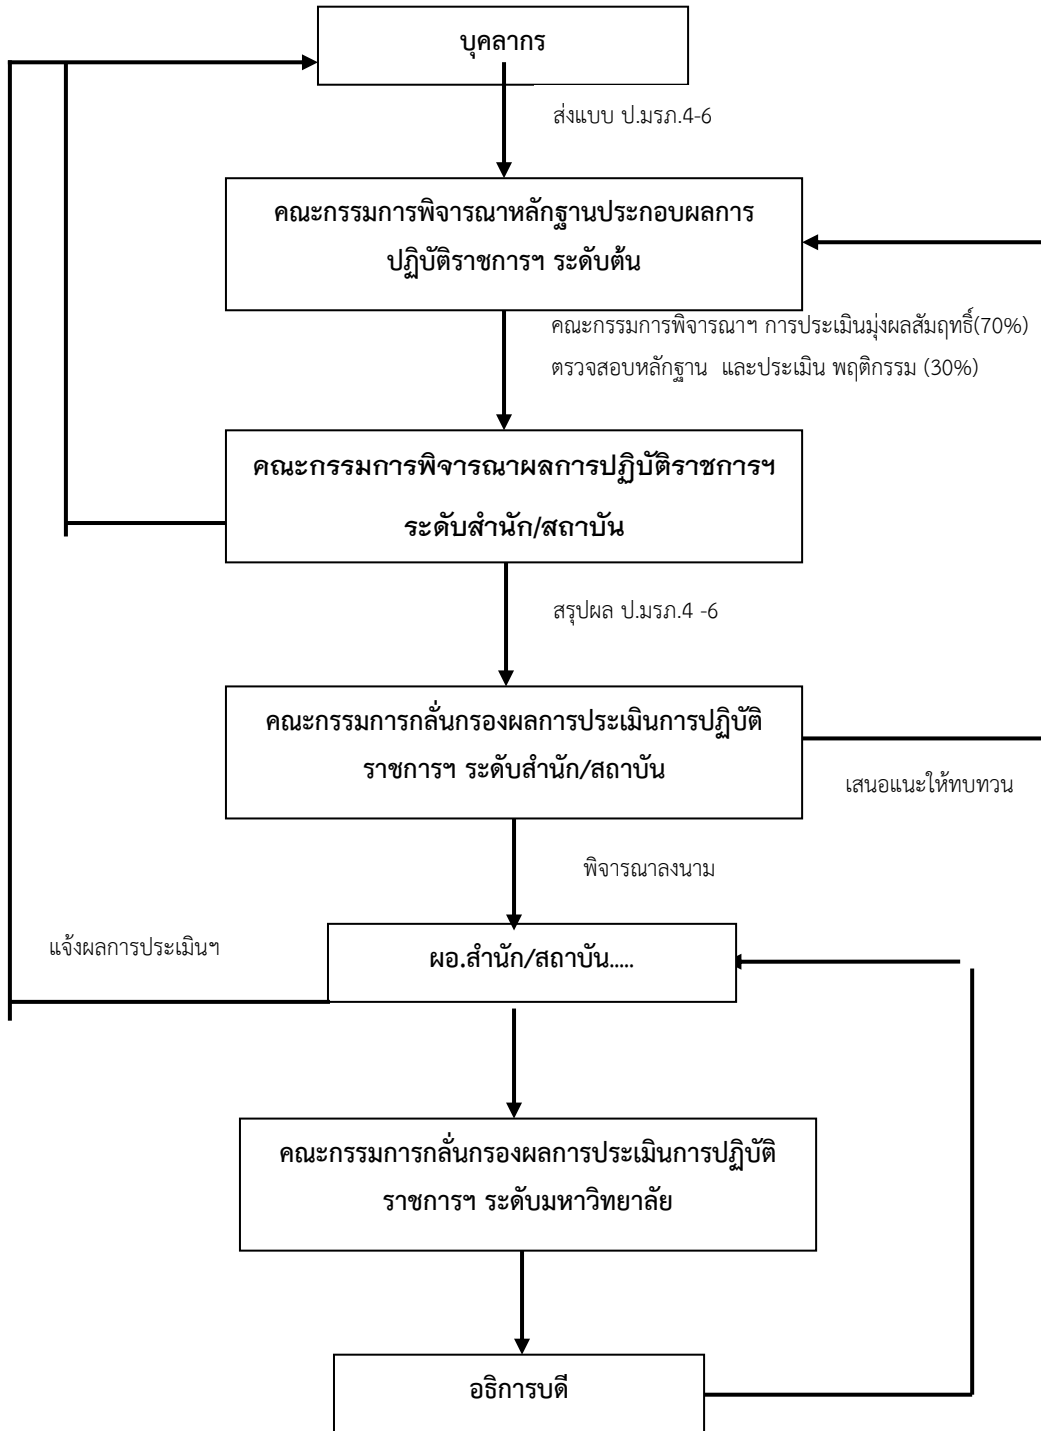 บุคลากร
ส่งแบบ ป.มรภ.4-6
คณะกรรมการพิจารณาหลักฐานประกอบผลการ
ปฏิบัติราชการฯ ระดับต้น
คณะกรรมการพิจารณาฯ การประเมินมุ่งผลสัมฤทธิ์(70%)
ตรวจสอบหลักฐาน และประเมิน พฤติกรรม (30%)
คณะกรรมการพิจารณาผลการปฏิบัติราชการฯ
ระดับสำนัก/สถาบัน
สรุปผล ป.มรภ.4 -6
คณะกรรมการกลั่นกรองผลการประเมินการปฏิบัติ
ราชการฯ ระดับสำนัก/สถาบัน
เสนอแนะให้ทบทวน
พิจารณาลงนาม
แจ้งผลการประเมินฯ
ผอ.สำนัก/สถาบัน.....
คณะกรรมการกลั่นกรองผลการประเมินการปฏิบัติ
ราชการฯ ระดับมหาวิทยาลัย
อธิการบดี